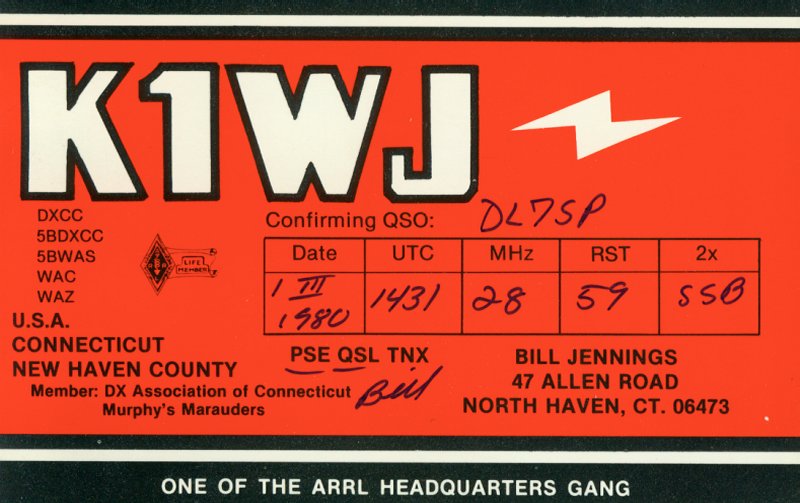 K1WJ
DXCC
5BDXCC
5BWAS
WAC
WAZ
LIFE
MEMBER
Confirming QSO: DL7SP
Date UTC MHz RST 2x
1 III 1980 1431 28 59 SSB
U.S.A.
CONNECTICUT
NEW HAVEN COUNTY
Member: DX Association of Connecticut
Murphy's Marauders
PSE QSL TNX
Bill
BILL JENNINGS
47 ALLEN ROAD
NORTH HAVEN, CT. 06473
ONE OF THE ARRL HEADQUARTERS GANG